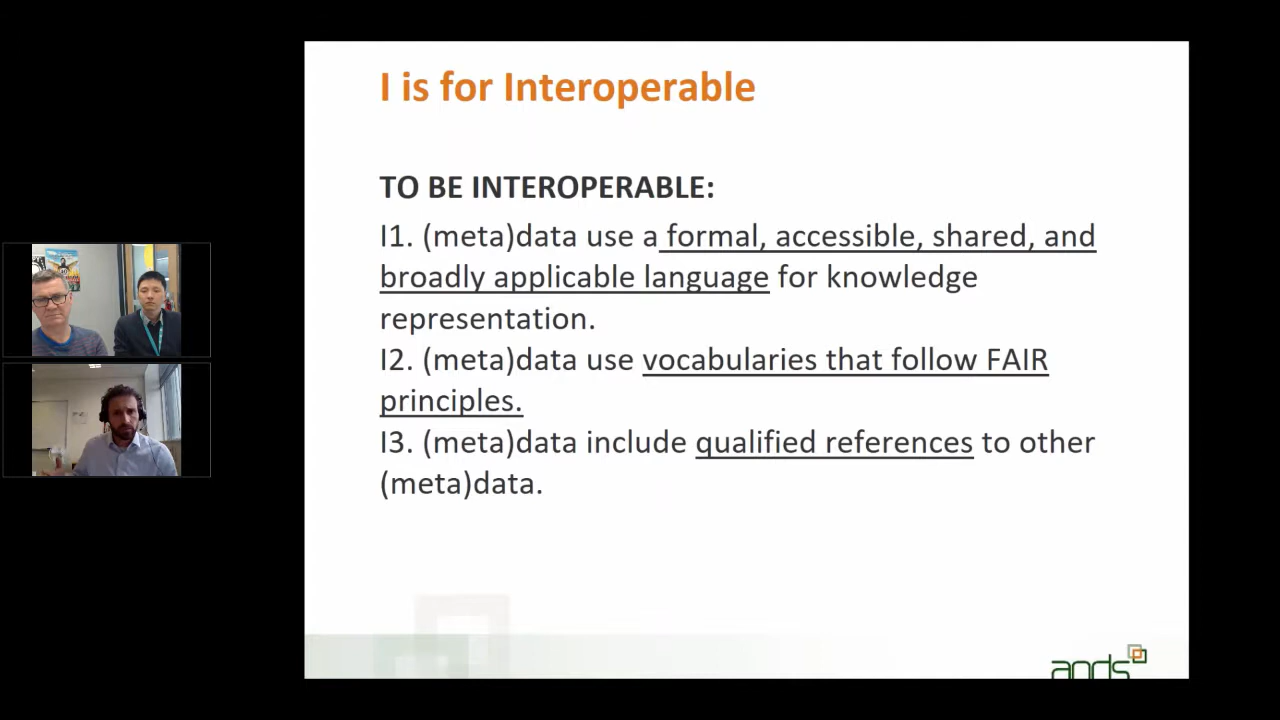 I is for Interoperable
TO BE INTEROPERABLE:
I1. (meta)data use a formal, accessible, shared, and
broadly applicable language for knowledge
representation.
I2. (meta)data use vocabularies that follow FAIR
principles.
I3. (meta)data include qualified references to other
(meta)data.
ands